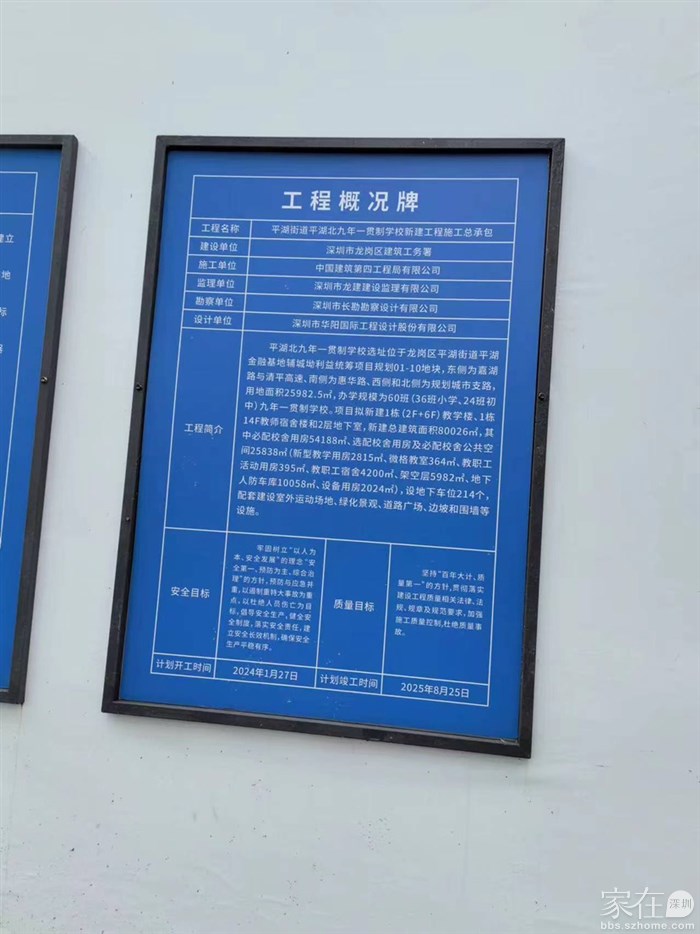 工程概况牌
工程名称 平湖街道平湖北九年一贯制学校新建工程施工总承包
建设单位 深圳市龙岗区建筑工务署
施工单位 中国建筑第四工程局有限公司
监理单位 深圳市龙建建设监理有限公司
勘察单位 深圳市长勘勘察设计有限公司
设计单位 深圳市华阳国际工程设计股份有限公司
工程简介
平湖北九年一贯制学校选址位于龙岗区平湖街道平湖
金融基地辅城坳利益统筹项目规划01-10地块，东侧为嘉湖
路与清平高速、南侧为惠华路、西侧和北侧为规划城市支路，
用地面积25982.5㎡，办学规模为60班（36班小学、24班初
中）九年一贯制学校。项目拟新建1栋（2F+6F）教学楼、1栋
14F教师宿舍楼和2层地下室，新建总建筑面积80026㎡，其
中必配校舍用房54188㎡、选配校舍用房及必配校舍公共空
间25838㎡（新型教学用房2815㎡、微格教室364㎡、教职工
活动用房395㎡、教职工宿舍4200㎡、架空层5982㎡、地下
人防车库10058㎡、设备用房2024㎡），设地下车位214个，
配套建设室外运动场地、绿化景观、道路广场、边坡和围墙等
设施。
安全目标
牢固树立“以人为
本、安全发展”的理念“安
全第一、预防为主、综合治
理”的方针，预防与应急并
重，以遏制重特大事故为重
点，以杜绝人员伤亡为目
标，倡导安全生产，健全安
全制度，落实安全责任，建
立安全长效机制，确保安全
生产平稳有序。
质量目标
坚持“百年大计、质
量第一”的方针，贯彻落实
建设工程质量相关法律、法
规、规章及规范要求，加强
施工质量控制，杜绝质量事
故。
计划开工时间 2024年1月27日 计划竣工时间 2025年8月25日
建立
地
标
家在深圳
bbs.szhome.com